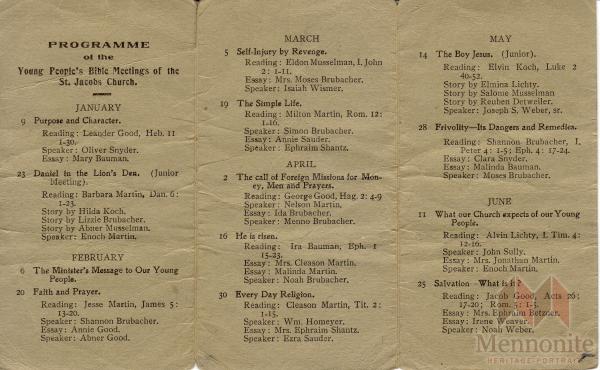 PROGRAMME
of the
Young People's Bible Meetings of the
St. Jacobs Church.
JANUARY
9 Purpose and Character.
Reading: Leander Good, Heb. 11
1-30.
Speaker: Oliver Snyder.
Essay: Mary Bauman.
23 Daniel in the Lion's Den. (Junior
Meeting).
Reading: Barbara Martin, Dan. 6:
1-23.
Story by Hilda Koch.
Story by Lizzie Brubacher.
Story by Abner Musselman.
Speaker: Enoch Martin.
FEBRUARY
6 The Minister's Message to Our Young
People.
20 Faith and Prayer.
Reading: Jesse Martin, James 5:
13-20.
Speaker: Shannon Brubacher.
Essay: Annie Good.
Speaker: Abner Good.
MARCH
5 Self-Injury by Revenge.
Reading: Eldon Musselman, I. John
2: 1-11.
Essay: Mrs. Moses Brubacher.
Speaker: Isaiah Wismer.
19 The Simple Life.
Reading: Milton Martin, Rom. 12:
1-16.
Speaker: Simon Brubacher.
Essay: Annie Sauder.
Speaker: Ephraim Shantz.
APRIL
2 The call of Foreign Missions for Mon-
ey, Men and Prayers.
Reading: George Good, Hag. 2: 4-9
Speaker: Nelson Martin.
Essay: Ida Brubacher.
Speaker: Menno Brubacher.
16 He is risen.
Reading: Ira Bauman, Eph. 1
15-23.
Essay: Mrs. Cleason Martin.
Essay: Malinda Martin.
Speaker: Noah Brubacher.
30 Every Day Religion.
Reading: Cleason Martin, Tit. 2:
1-15.
Speaker: Wm. Homeyer.
Essay: Mrs. Ephraim Shantz.
Speaker: Ezra Sauder.
MAY
14 The Boy Jesus. (Junior).
Reading: Elvin Koch, Luke 2
40-52.
Story by Elmina Lichty.
Story by Salome Musselman
Story by Reuben Detweiler.
Speaker: Joseph S. Weber, sr.
28 Frivolity—Its Dangers and Remedies.
Reading: Shannon Brubacher, I.
Peter 4: 1-5; Eph. 4: 17-24.
Essay: Clara Snyder.
Essay: Malinda Bauman.
Speaker: Moses Brubacher.
JUNE
11 What our Church expects of our Young
People.
Reading: Alvin Lichty, I. Tim. 4:
12-16.
Speaker: John Sully.
Essay: Mrs. Jonathan Martin.
Speaker: Enoch Martin.
25 Salvation—What is it?
Reading: Jacob Good, Acts 26:
17-20; Rom. 5: 1-5.
Essay: Mrs. Ephraim Betzner.
Essay: Irene Weaver.
Speaker: Noah Weber.
Mennonite
HERITAGE PORTRAIT